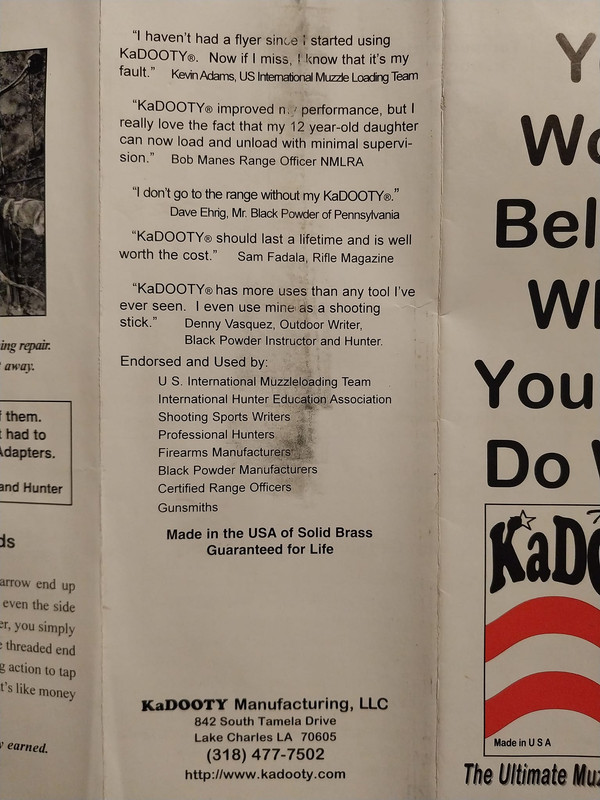 "I haven't had a flyer since I started using
KaDOOTY®. Now if I miss, I know that it's my
fault." Kevin Adams, US International Muzzle Loading Team
"KaDOOTY® improved my performance, but I
really love the fact that my 12 year-old daughter
can now load and unload with minimal supervi-
sion." Bob Manes Range Officer NMLRA
"I don't go to the range without my KaDOOTY®."
Dave Ehrig, Mr. Black Powder of Pennsylvania
"KaDOOTY® should last a lifetime and is well
worth the cost." Sam Fadala, Rifle Magazine
"KaDOOTY® has more uses than any tool I've
ever seen. I even use mine as a shooting
stick." Denny Vasquez, Outdoor Writer,
Black Powder Instructor and Hunter.
Endorsed and Used by:
U S. International Muzzleloading Team
International Hunter Education Association
Shooting Sports Writers
Professional Hunters
Firearms Manufacturers
Black Powder Manufacturers
Certified Range Officers
Gunsmiths
Made in the USA of Solid Brass
Guaranteed for Life
KaDOOTY Manufacturing, LLC
842 South Tamela Drive
Lake Charles LA 70605
(318) 477-7502
http://www.kadooty.com
ing repair.
away.
f them.
had to
Adapters.
and Hunter
ds
arrow end up
even the side
er, you simply
threaded end
g action to tap
t's like money
earned.
Y
Wo
Bel
Wh
You
Do W
KaDO
Made in U S A
The Ultimate Muz